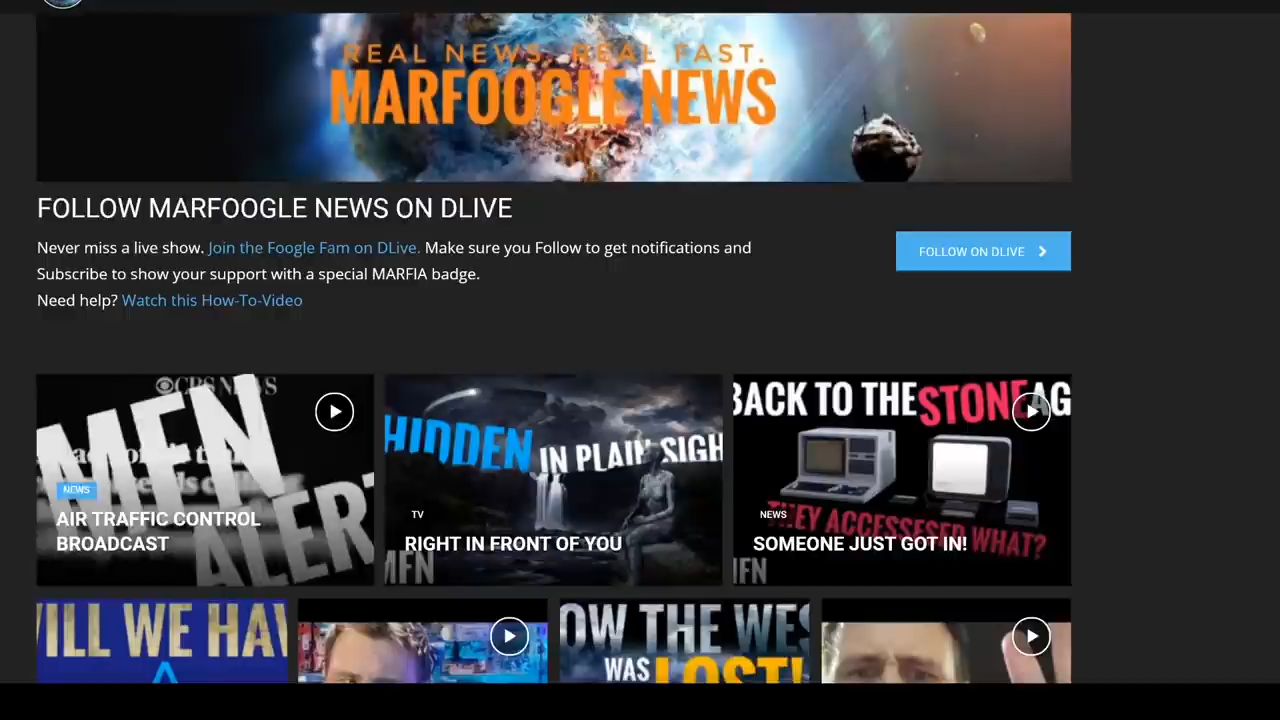 REAL NEWS. REAL FAST.
MARFOOGLE NEWS
FOLLOW MARFOOGLE NEWS ON DLIVE
Never miss a live show. Join the Foogle Fam on DLive. Make sure you Follow to get notifications and
Subscribe to show your support with a special MARFIA badge.
Need help? Watch this How-To-Video
FOLLOW ON DLIVE
CBS NEWS
MFN
ALERT
NEWS
AIR TRAFFIC CONTROL
BROADCAST
HIDDEN IN PLAIN SIGH
TV
RIGHT IN FRONT OF YOU
MFN
BACK TO THE STONE AG
THEY ACCESSESED WHAT?
NEWS
SOMEONE JUST GOT IN!
MFN
WILL WE HAV
OW THE WES
WAS LOST!